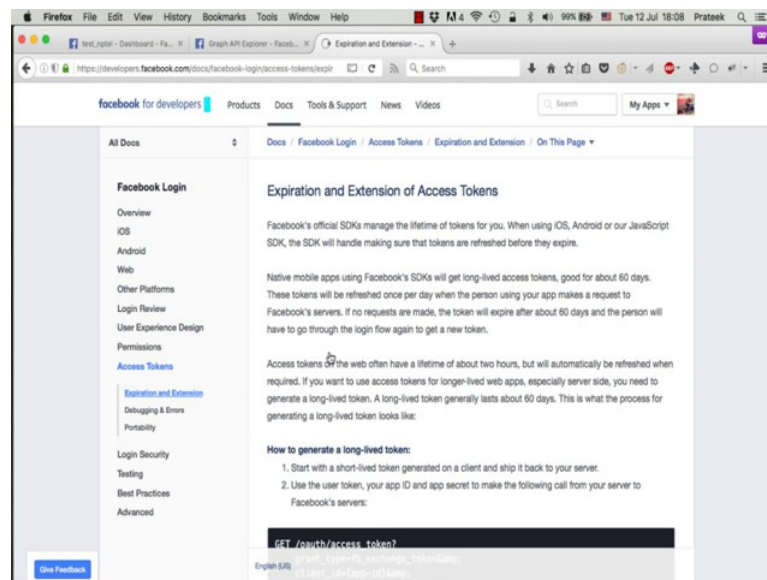 Firefox File Edit View History Bookmarks Tools Window Help 4 99% Tue 12 Jul 18:08 Prateek
test_nptel - Dashboard - Fa... × Graph API Explorer - Faceb... × Expiration and Extension - ... × +
https://developers.facebook.com/docs/facebook-login/access-tokens/expir Search
facebook for developers Products Docs Tools & Support News Videos Search My Apps
All Docs Docs / Facebook Login / Access Tokens / Expiration and Extension / On This Page
Facebook Login
Overview
iOS
Android
Web
Other Platforms
Login Review
User Experience Design
Permissions
Access Tokens
Expiration and Extension
Debugging & Errors
Portability
Login Security
Testing
Best Practices
Advanced
Expiration and Extension of Access Tokens
Facebook's official SDKs manage the lifetime of tokens for you. When using iOS, Android or our JavaScript
SDK, the SDK will handle making sure that tokens are refreshed before they expire.
Native mobile apps using Facebook's SDKs will get long-lived access tokens, good for about 60 days.
These tokens will be refreshed once per day when the person using your app makes a request to
Facebook's servers. If no requests are made, the token will expire after about 60 days and the person will
have to go through the login flow again to get a new token.
Access tokens on the web often have a lifetime of about two hours, but will automatically be refreshed when
required. If you want to use access tokens for longer-lived web apps, especially server side, you need to
generate a long-lived token. A long-lived token generally lasts about 60 days. This is what the process for
generating a long-lived token looks like:
How to generate a long-lived token:
1. Start with a short-lived token generated on a client and ship it back to your server.
2. Use the user token, your app ID and app secret to make the following call from your server to
Facebook's servers:
GET /oauth/access_token?
grant_type=fb_exchange_token&amp;
client_id={app-id}&amp;
Give Feedback
English (US)